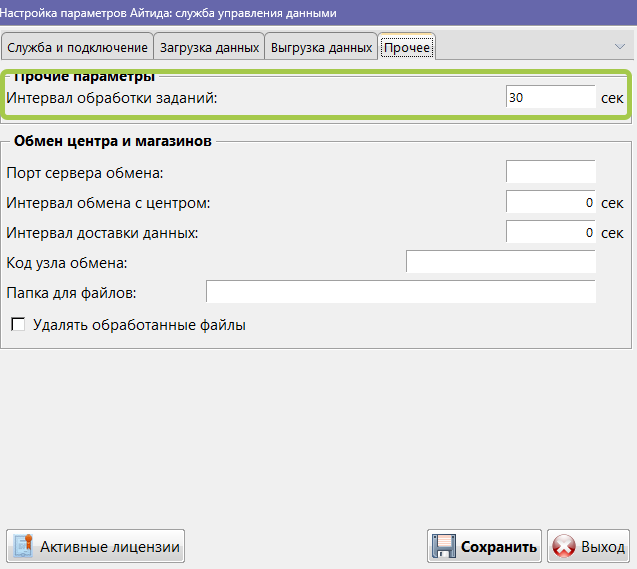 Настройка параметров Айтида: служба управления данными
Служба и подключение Загрузка данных Выгрузка данных Прочее
Прочие параметры
Интервал обработки заданий: 30 сек
Обмен центра и магазинов
Порт сервера обмена:
Интервал обмена с центром: 0 сек
Интервал доставки данных: 0 сек
Код узла обмена:
Папка для файлов:
Удалять обработанные файлы
Активные лицензии Сохранить Выход